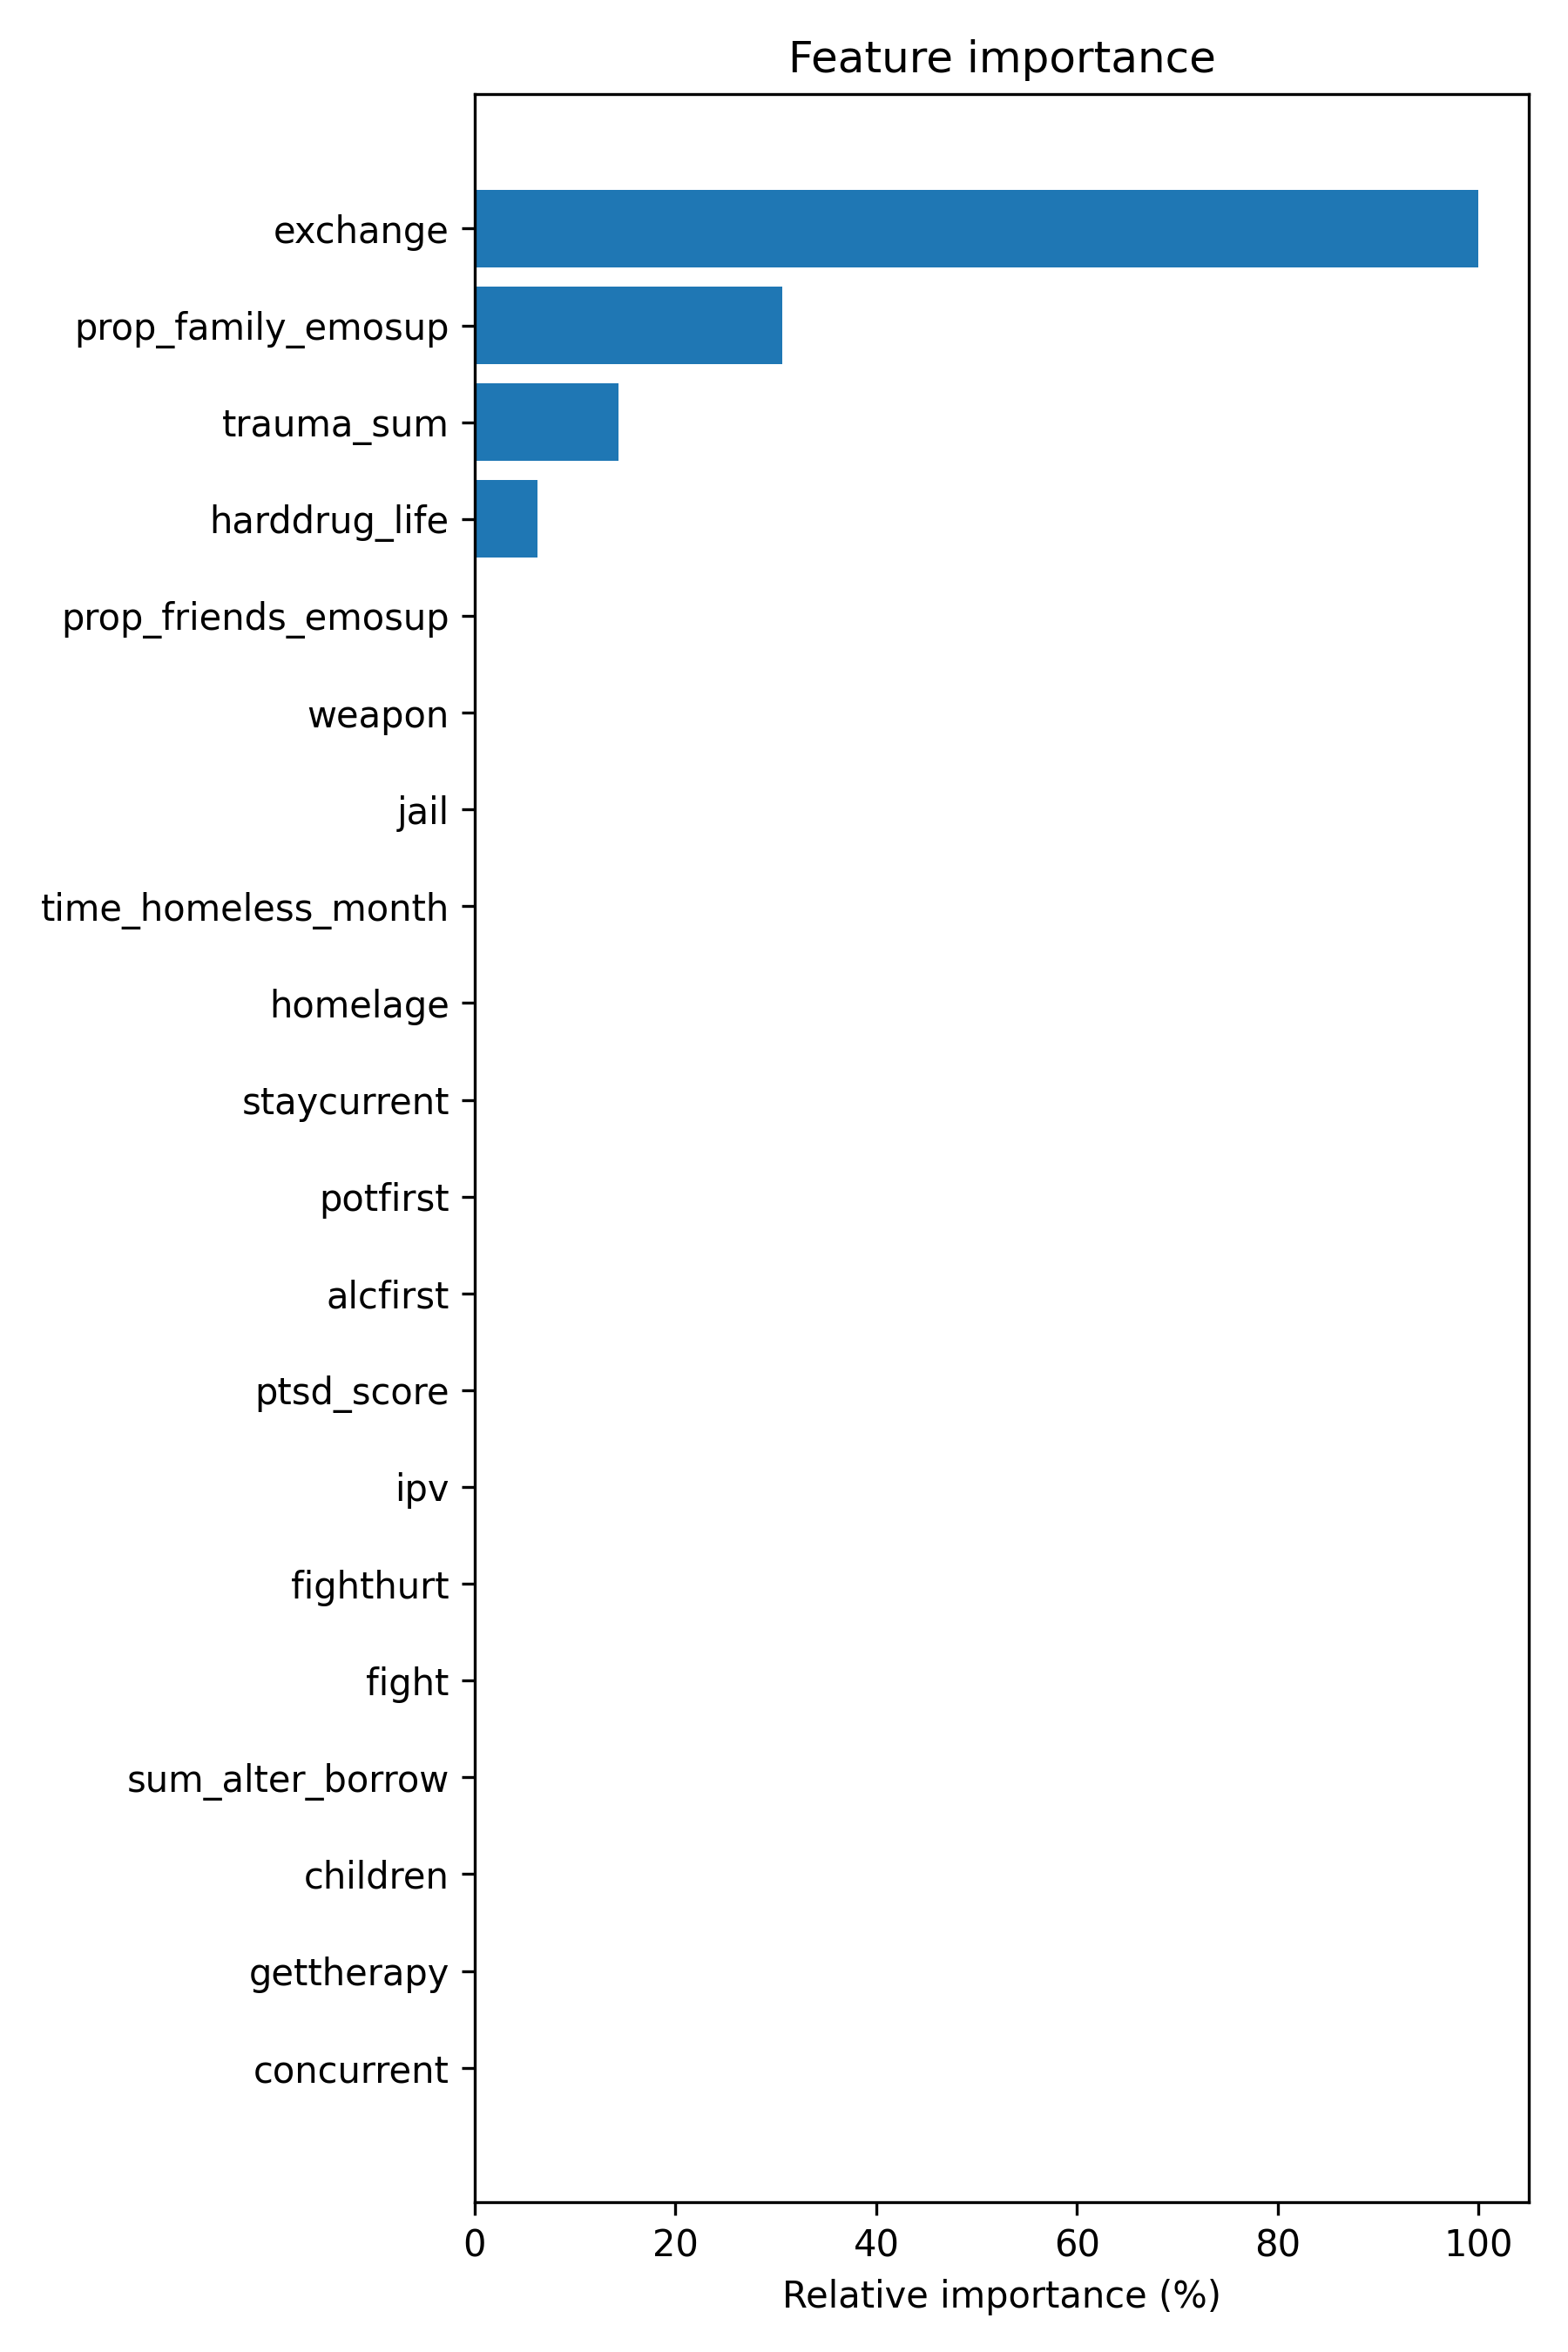 Feature importance
exchange
prop_family_emosup
trauma_sum
harddrug_life
prop_friends_emosup
weapon
jail
time_homeless_month
homelage
staycurrent
potfirst
alcfirst
ptsd_score
ipv
fighthurt
fight
sum_alter_borrow
children
gettherapy
concurrent
0 20 40 60 80 100
Relative importance (%)